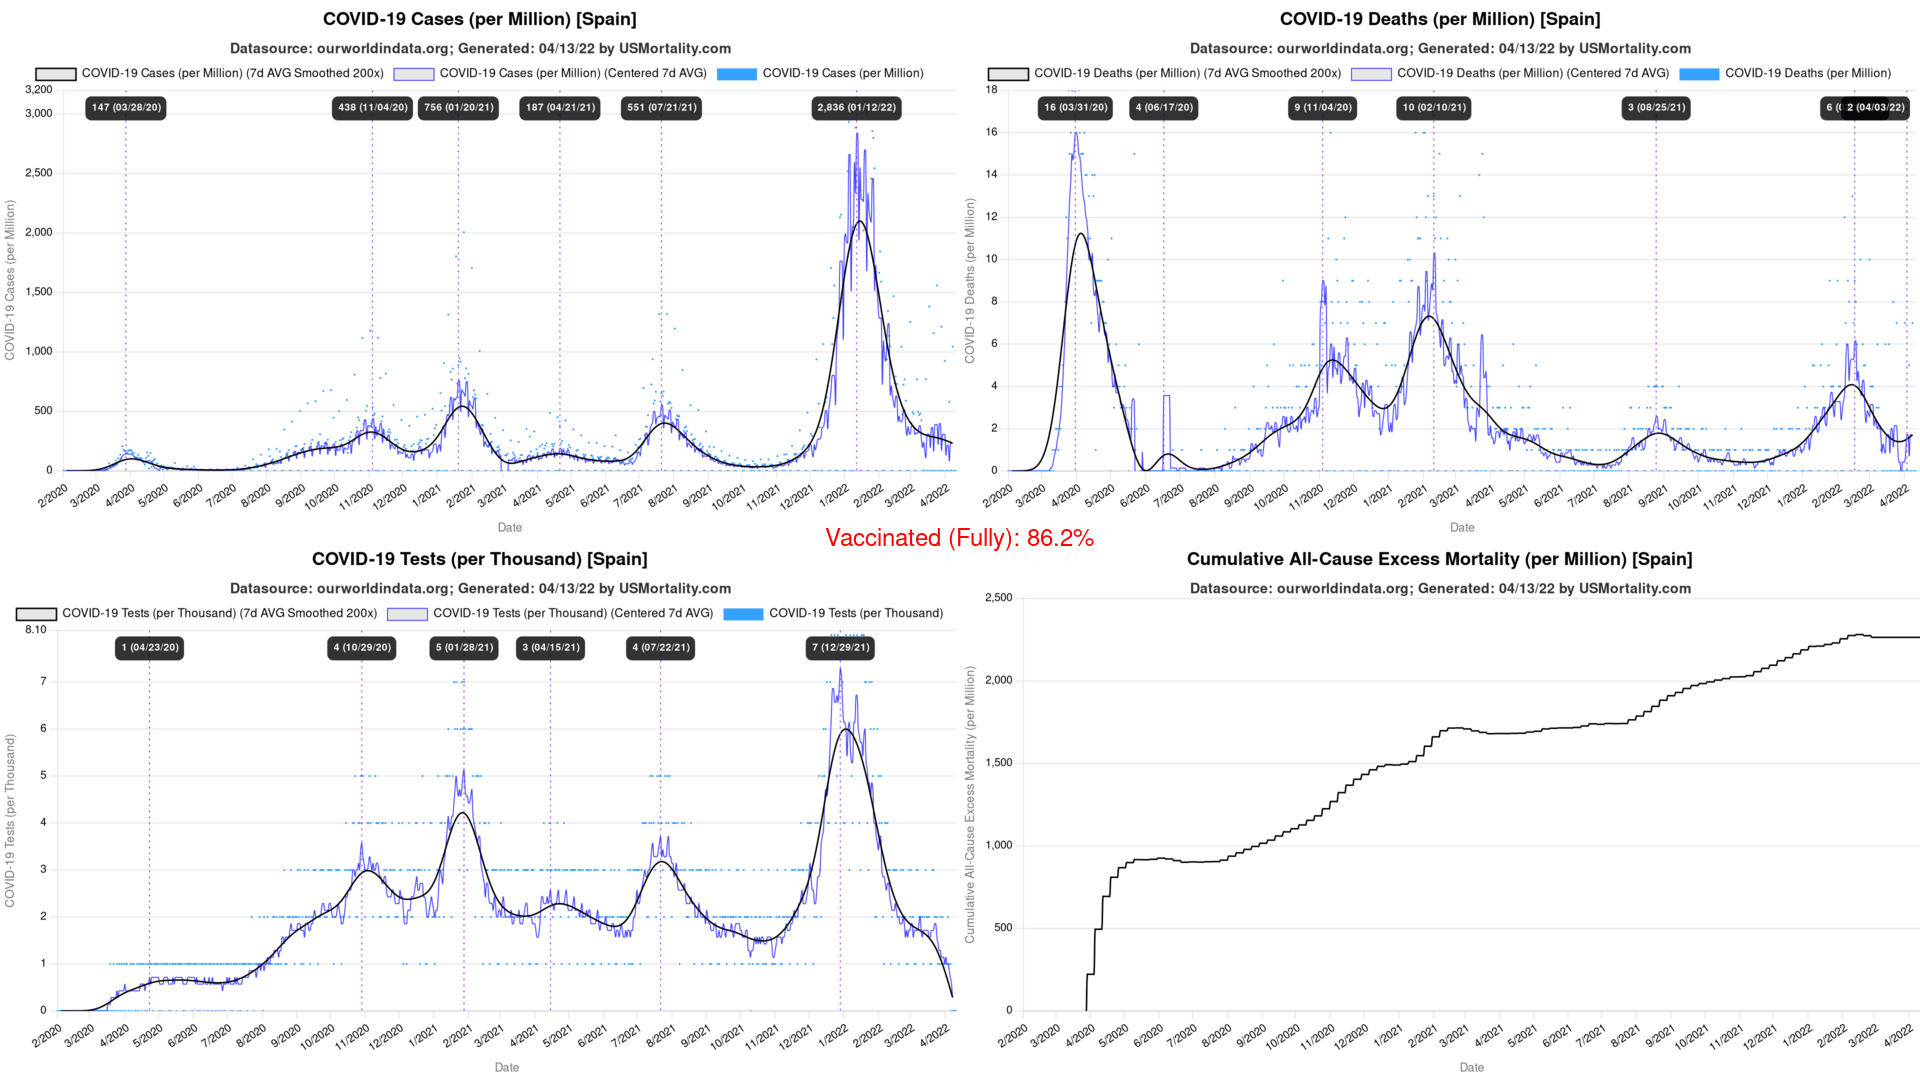 COVID-19 Cases (per Million) [Spain]
Datasource: ourworldindata.org; Generated: 04/13/22 by USMortality.com
COVID-19 Cases (per Million) (7d AVG Smoothed 200x) COVID-19 Cases (per Million) (Centered 7d AVG) COVID-19 Cases (per Million)
147 (03/28/20) 438 (11/04/20) 756 (01/20/21) 187 (04/21/21) 551 (07/21/21) 2,836 (01/12/22)
COVID-19 Cases (per Million)
3,200
3,000
2,500
2,000
1,500
1,000
500
0
2/2020 3/2020 4/2020 5/2020 6/2020 7/2020 8/2020 9/2020 10/2020 11/2020 12/2020 1/2021 2/2021 3/2021 4/2021 5/2021 6/2021 7/2021 8/2021 9/2021 10/2021 11/2021 12/2021 1/2022 2/2022 3/2022 4/2022
Date
COVID-19 Deaths (per Million) [Spain]
Datasource: ourworldindata.org; Generated: 04/13/22 by USMortality.com
COVID-19 Deaths (per Million) (7d AVG Smoothed 200x) COVID-19 Deaths (per Million) (Centered 7d AVG) COVID-19 Deaths (per Million)
16 (03/31/20) 4 (06/17/20) 9 (11/04/20) 10 (02/10/21) 3 (08/25/21) 6 ( 2 (04/03/22)
COVID-19 Deaths (per Million)
18
16
14
12
10
8
6
4
2
0
2/2020 3/2020 4/2020 5/2020 6/2020 7/2020 8/2020 9/2020 10/2020 11/2020 12/2020 1/2021 2/2021 3/2021 4/2021 5/2021 6/2021 7/2021 8/2021 9/2021 10/2021 11/2021 12/2021 1/2022 2/2022 3/2022 4/2022
Date
Vaccinated (Fully): 86.2%
COVID-19 Tests (per Thousand) [Spain]
Datasource: ourworldindata.org; Generated: 04/13/22 by USMortality.com
COVID-19 Tests (per Thousand) (7d AVG Smoothed 200x) COVID-19 Tests (per Thousand) (Centered 7d AVG) COVID-19 Tests (per Thousand)
1 (04/23/20) 4 (10/29/20) 5 (01/28/21) 3 (04/15/21) 4 (07/22/21) 7 (12/29/21)
COVID-19 Tests (per Thousand)
8.10
7
6
5
4
3
2
1
0
2/2020 3/2020 4/2020 5/2020 6/2020 7/2020 8/2020 9/2020 10/2020 11/2020 12/2020 1/2021 2/2021 3/2021 4/2021 5/2021 6/2021 7/2021 8/2021 9/2021 10/2021 11/2021 12/2021 1/2022 2/2022 3/2022 4/2022
Date
Cumulative All-Cause Excess Mortality (per Million) [Spain]
Datasource: ourworldindata.org; Generated: 04/13/22 by USMortality.com
Cumulative All-Cause Excess Mortality (per Million)
2,500
2,000
1,500
1,000
500
0
2/2020 3/2020 4/2020 5/2020 6/2020 7/2020 8/2020 9/2020 10/2020 11/2020 12/2020 1/2021 2/2021 3/2021 4/2021 5/2021 6/2021 7/2021 8/2021 9/2021 10/2021 11/2021 12/2021 1/2022 2/2022 3/2022 4/2022
Date